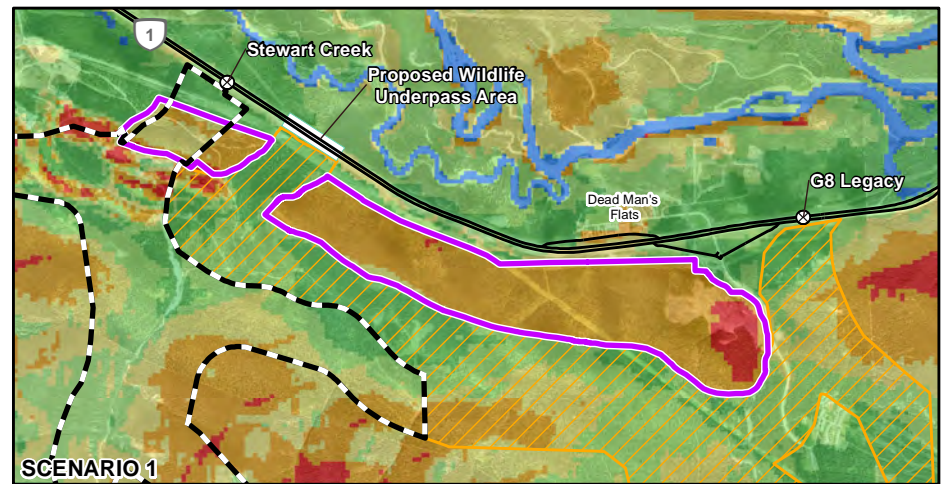 1
Stewart Creek
Proposed Wildlife
Underpass Area
G8 Legacy
Dead Man's
Flats
SCENARIO 1